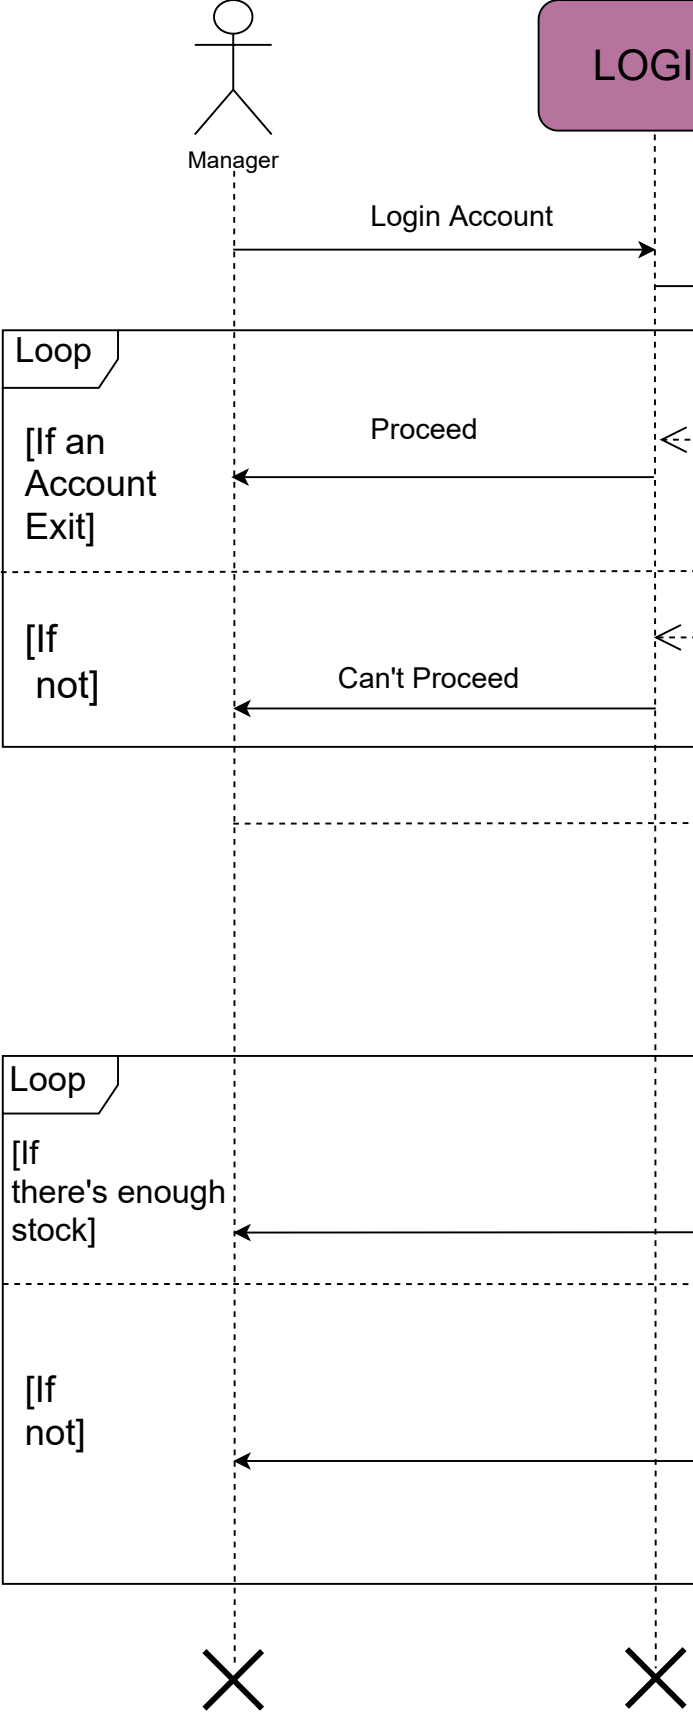 LOGI
Manager
Login Account
Loop
Proceed
[If an
Account
Exit]
[If
not]
Can't Proceed
Loop
[If
there's enough
stock]
[If
not]